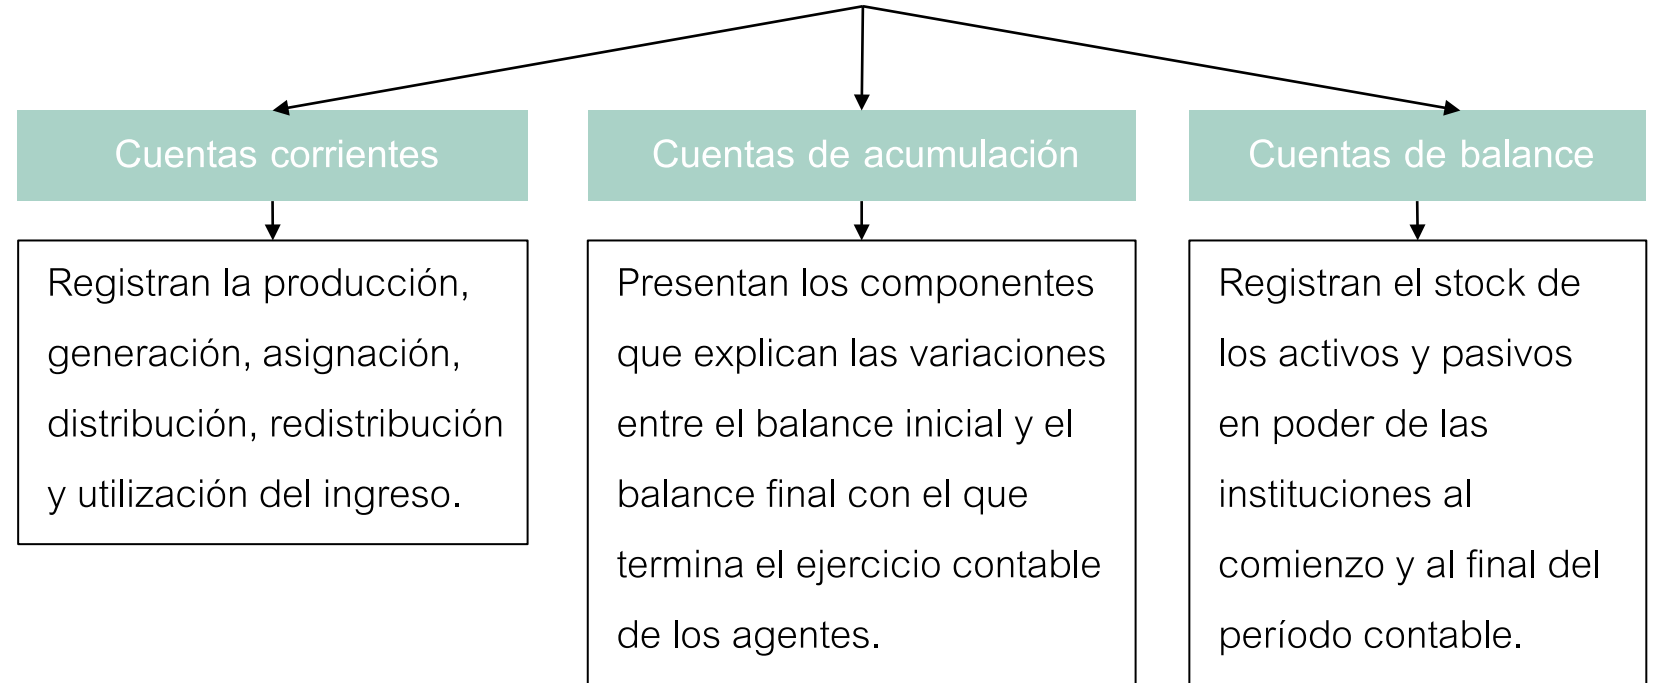 Cuentas corrientes
Registran la producción,
generación, asignación,
distribución, redistribución
y utilización del ingreso.
Cuentas de acumulación
Presentan los componentes
que explican las variaciones
entre el balance inicial y el
balance final con el que
termina el ejercicio contable
de los agentes.
Cuentas de balance
Registran el stock de
los activos y pasivos
en poder de las
instituciones al
comienzo y al final del
período contable.